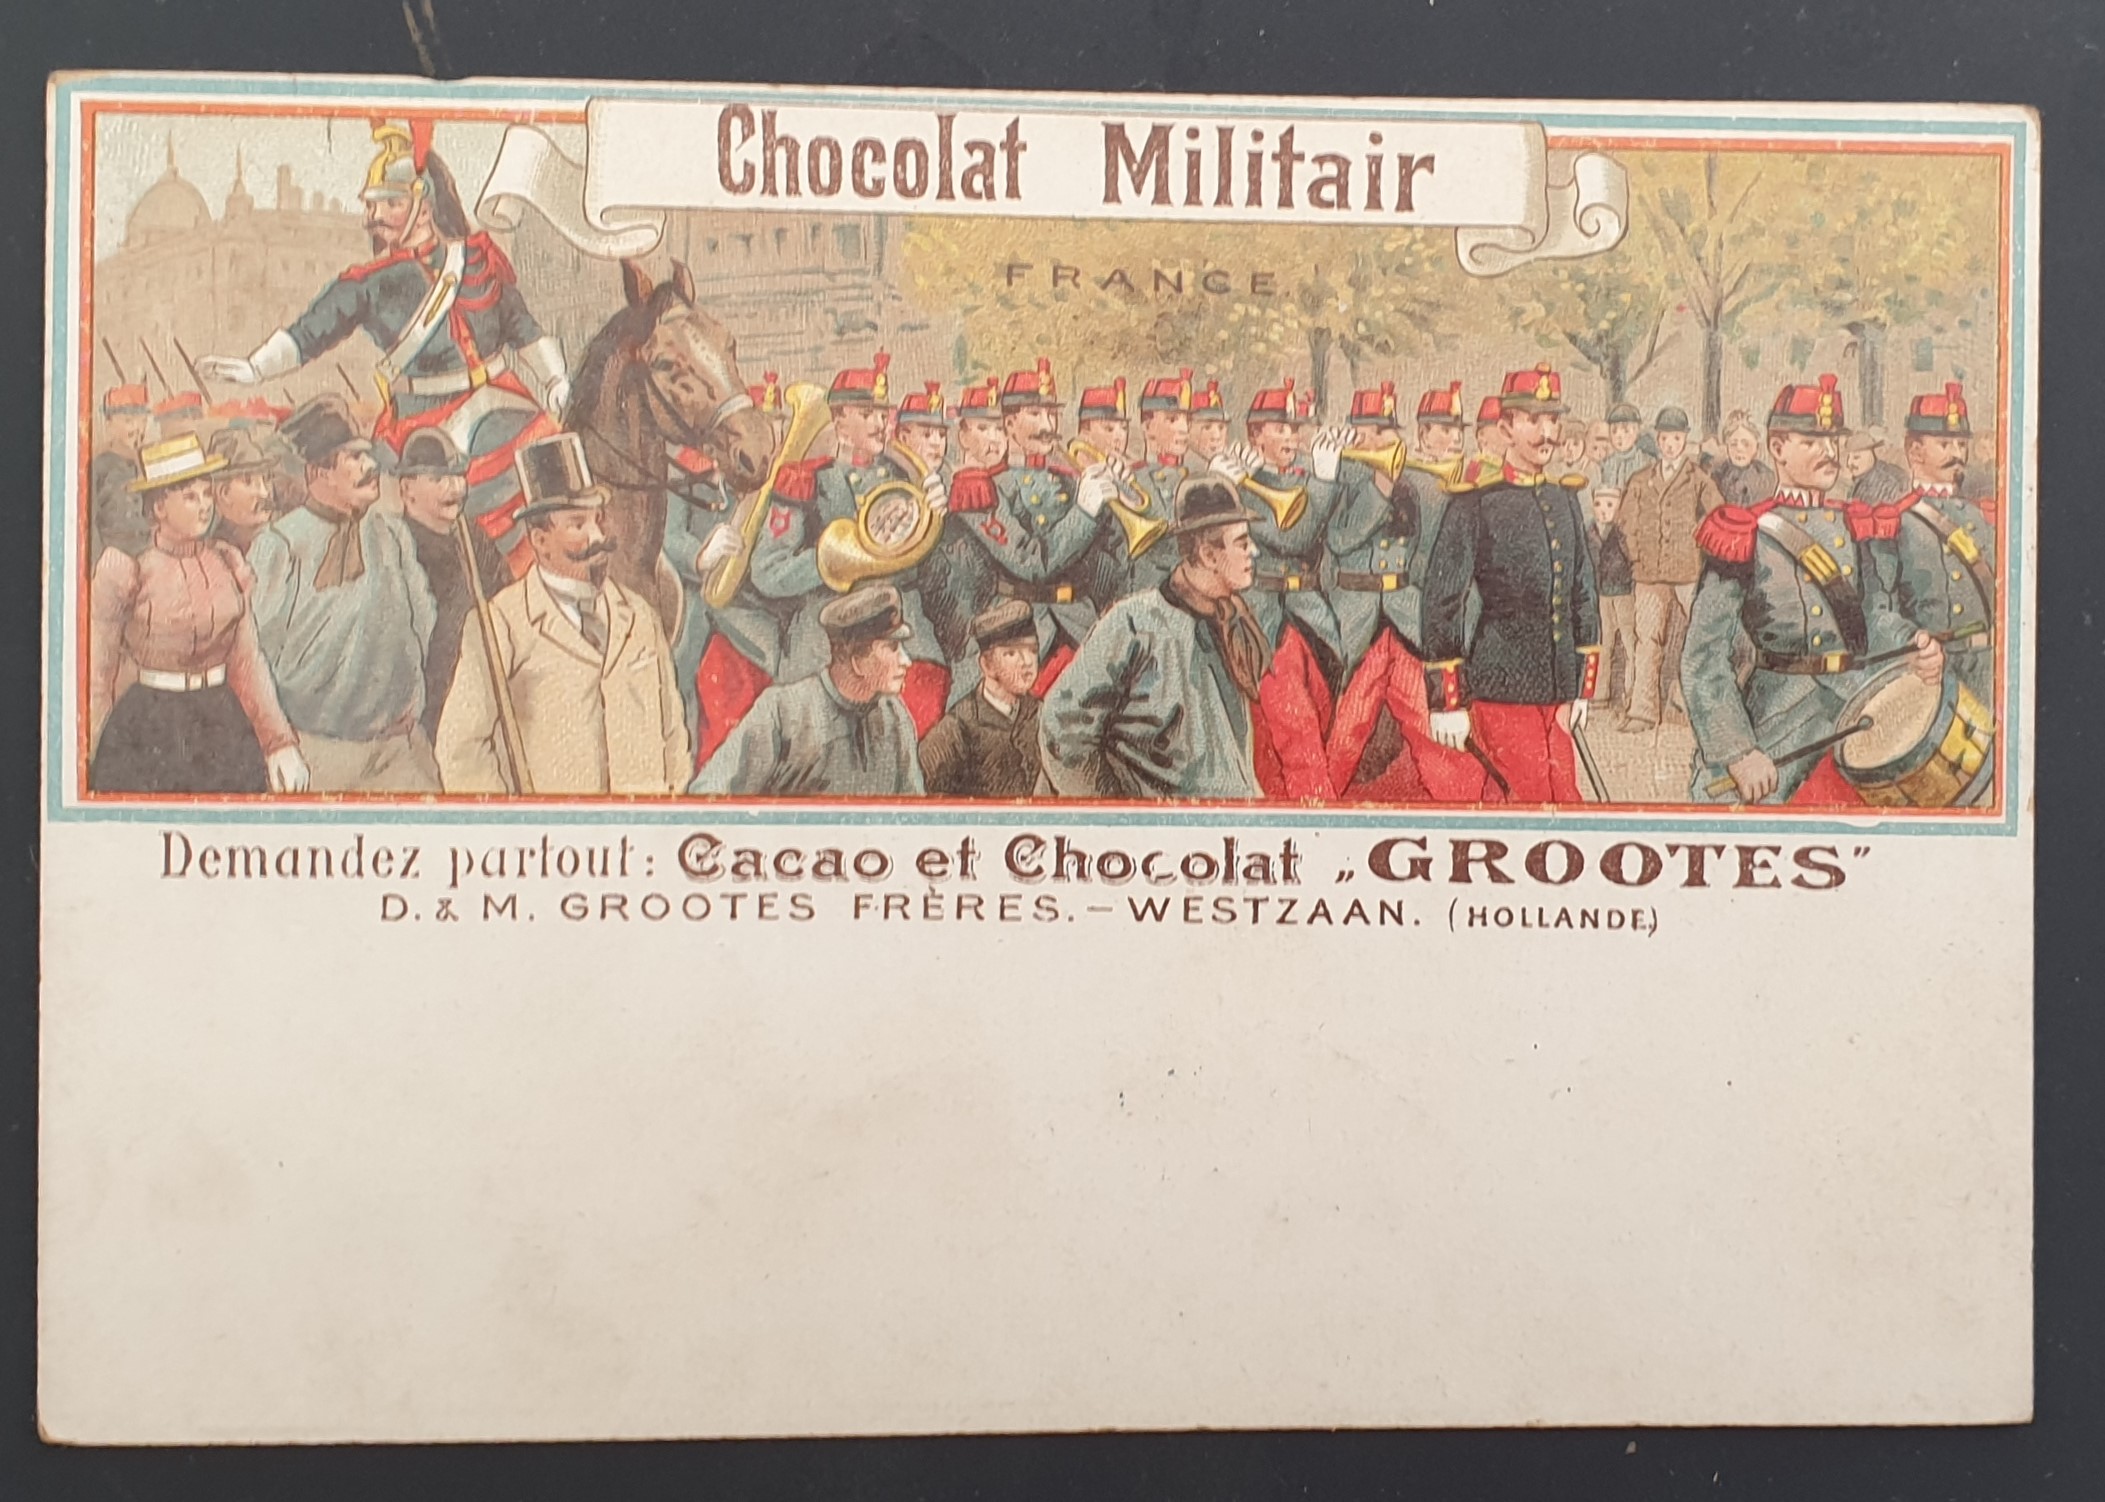 Chocolat Militair
FRANCE.
Demandez partout: Cacao et Chocolat „GROOTES”
D. & M. GROOTES FRÈRES. – WESTZAAN. (HOLLANDE)